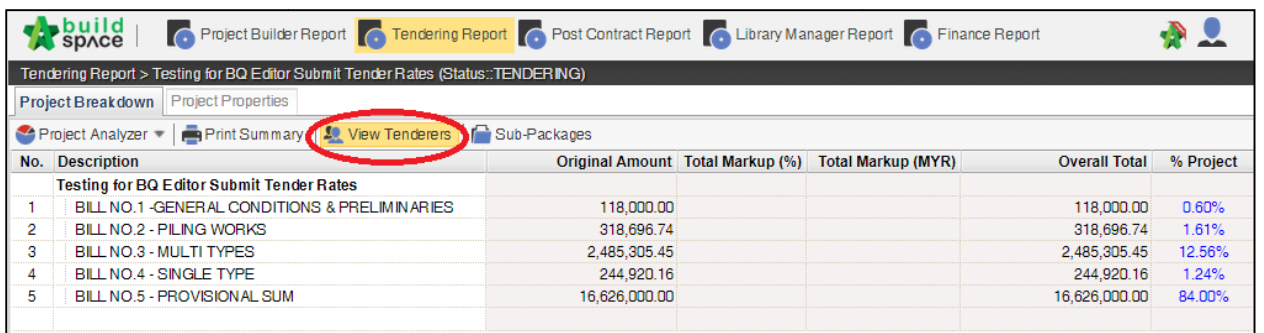 build space Project Builder Report Tendering Report Post Contract Report Library Manager Report Finance Report
Tendering Report > Testing for BQ Editor Submit Tender Rates (Status::TENDERING)
Project Breakdown Project Properties
Project Analyzer Print Summary View Tenderers Sub-Packages
No. Description Original Amount Total Markup (%) Total Markup (MYR) Overall Total % Project
Testing for BQ Editor Submit Tender Rates
1 BILL NO.1 -GENERAL CONDITIONS & PRELIMINARIES 118,000.00 118,000.00 0.60%
2 BILL NO.2 - PILING WORKS 318,696.74 318,696.74 1.61%
3 BILL NO.3 - MULTI TYPES 2,485,305.45 2,485,305.45 12.56%
4 BILL NO.4 - SINGLE TYPE 244,920.16 244,920.16 1.24%
5 BILL NO.5 - PROVISIONAL SUM 16,626,000.00 16,626,000.00 84.00%